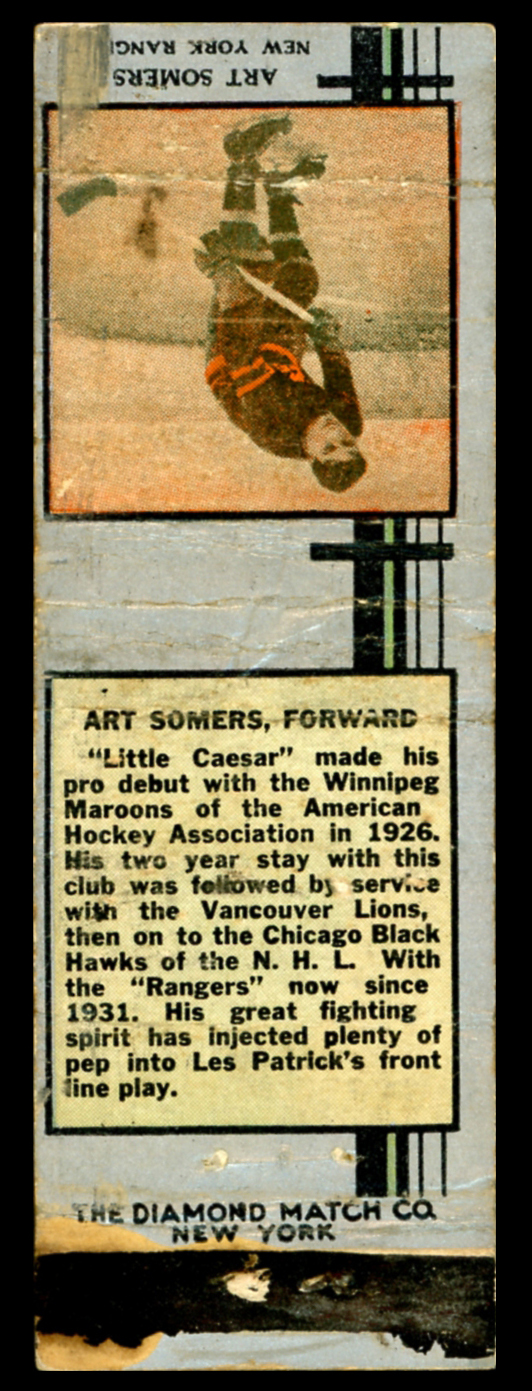 ART SOMERS
NEW YORK RANG
ART SOMERS, FORWARD
"Little Caesar" made his
pro debut with the Winnipeg
Maroons of the American
Hockey Association in 1926.
His two year stay with this
club was followed by service
with the Vancouver Lions,
then on to the Chicago Black
Hawks of the N. H. L. With
the "Rangers" now since
1931. His great fighting
spirit has injected plenty of
pep into Les Patrick's front
line play.
THE DIAMOND MATCH CO.
NEW YORK